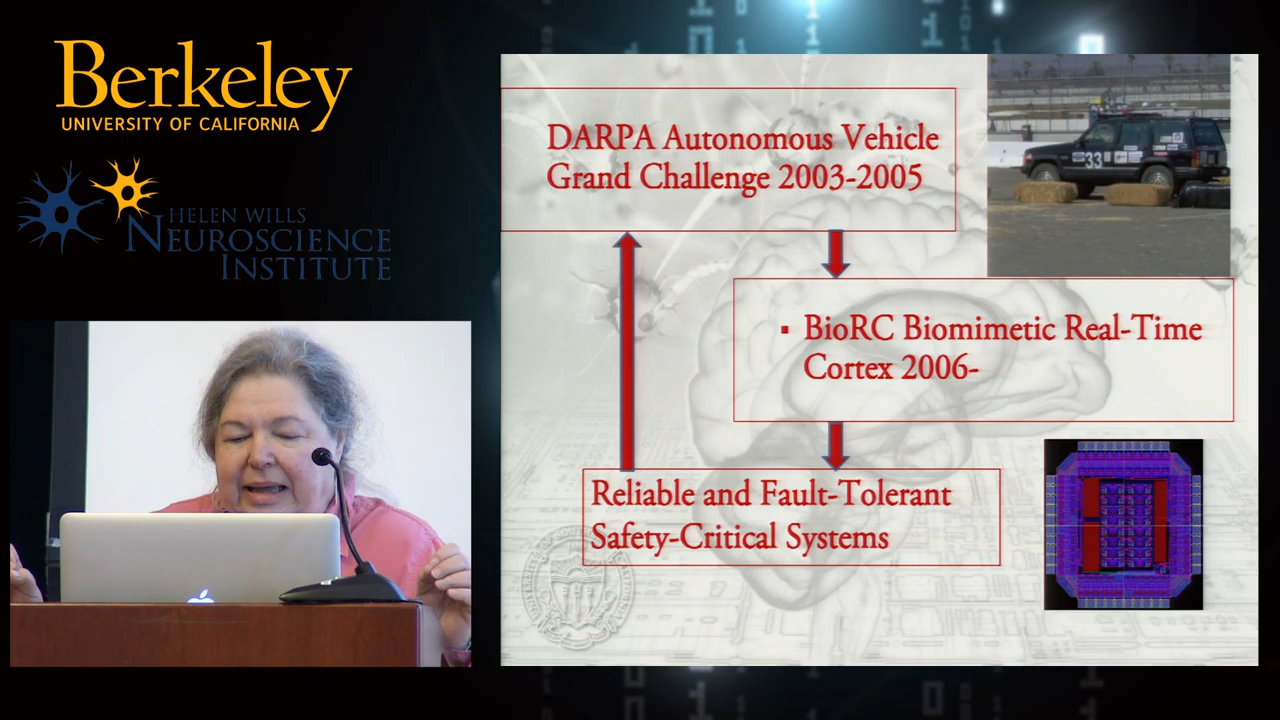 Berkeley
UNIVERSITY OF CALIFORNIA
HELEN WILLS
NEUROSCIENCE
INSTITUTE
DARPA Autonomous Vehicle
Grand Challenge 2003-2005
33
▪ BioRC Biomimetic Real-Time
Cortex 2006-
Reliable and Fault-Tolerant
Safety-Critical Systems